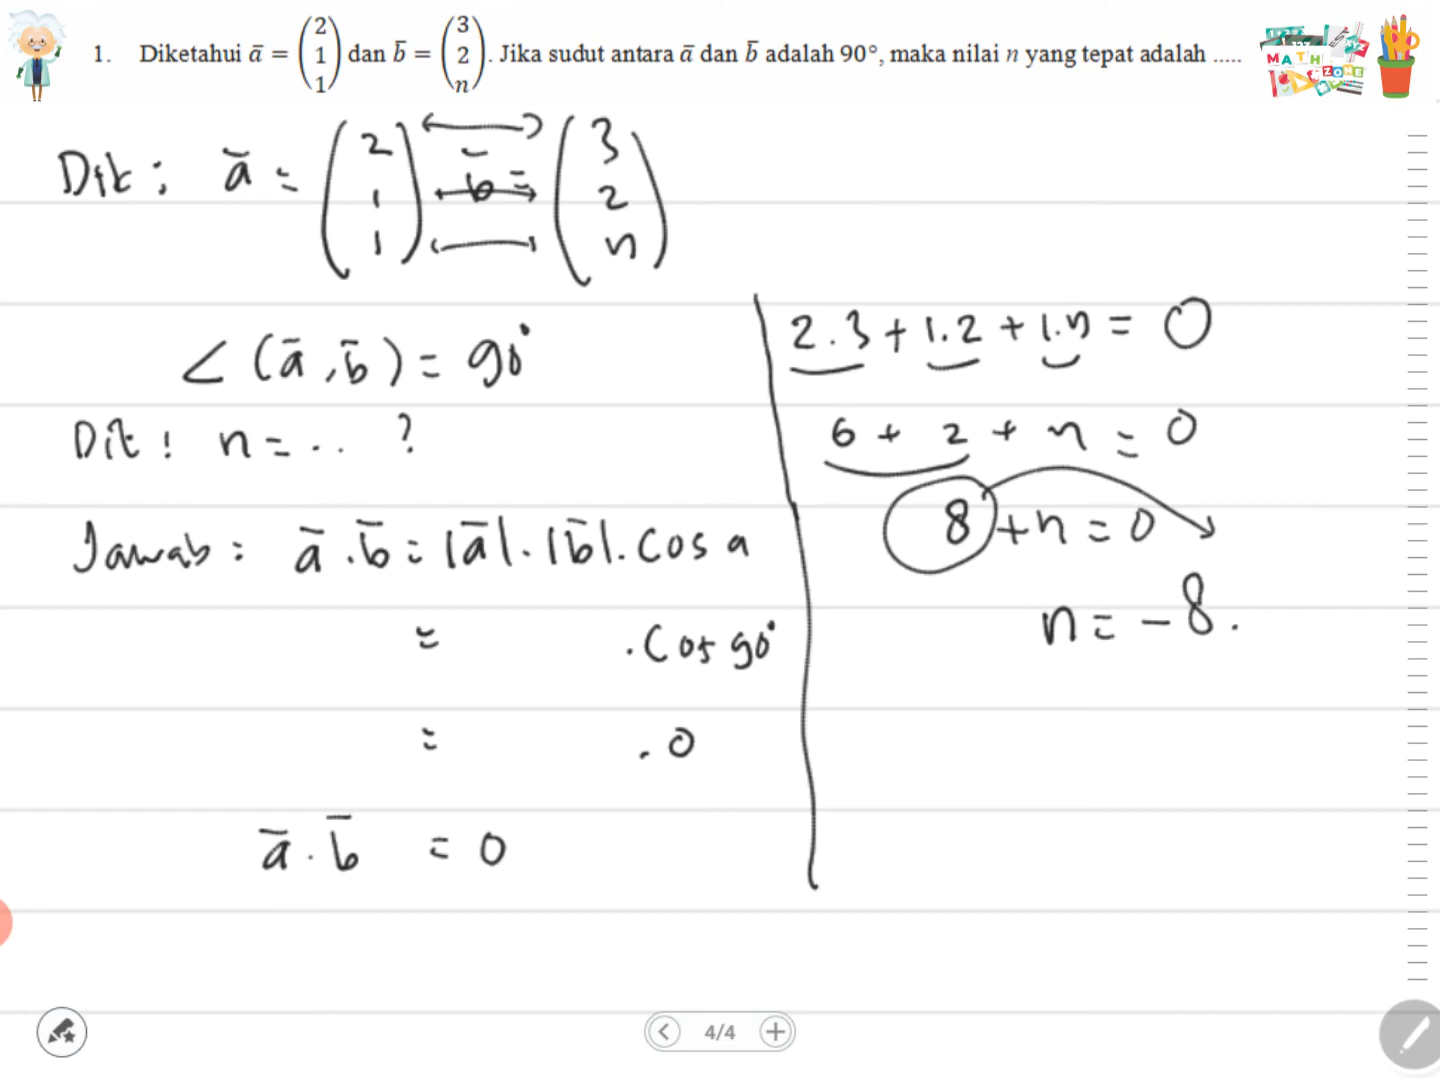 1. Diketahui ā = (2 1 1) dan b̄ = (3 2 n). Jika sudut antara ā dan b̄ adalah 90°, maka nilai n yang tepat adalah .....
MATH
ZONE
Dik : ā = (2 1 1) b̄ = (3 2 n)
∠ (ā , b̄) = 90°
Dit ! n = .. ?
Jawab : ā . b̄ = |ā| . |b̄| . cos a
= . Cos 90°
= . 0
ā . b̄ = 0
2.3 + 1.2 + 1.n = 0
6 + 2 + n = 0
8 + n = 0
n = -8.
4/4